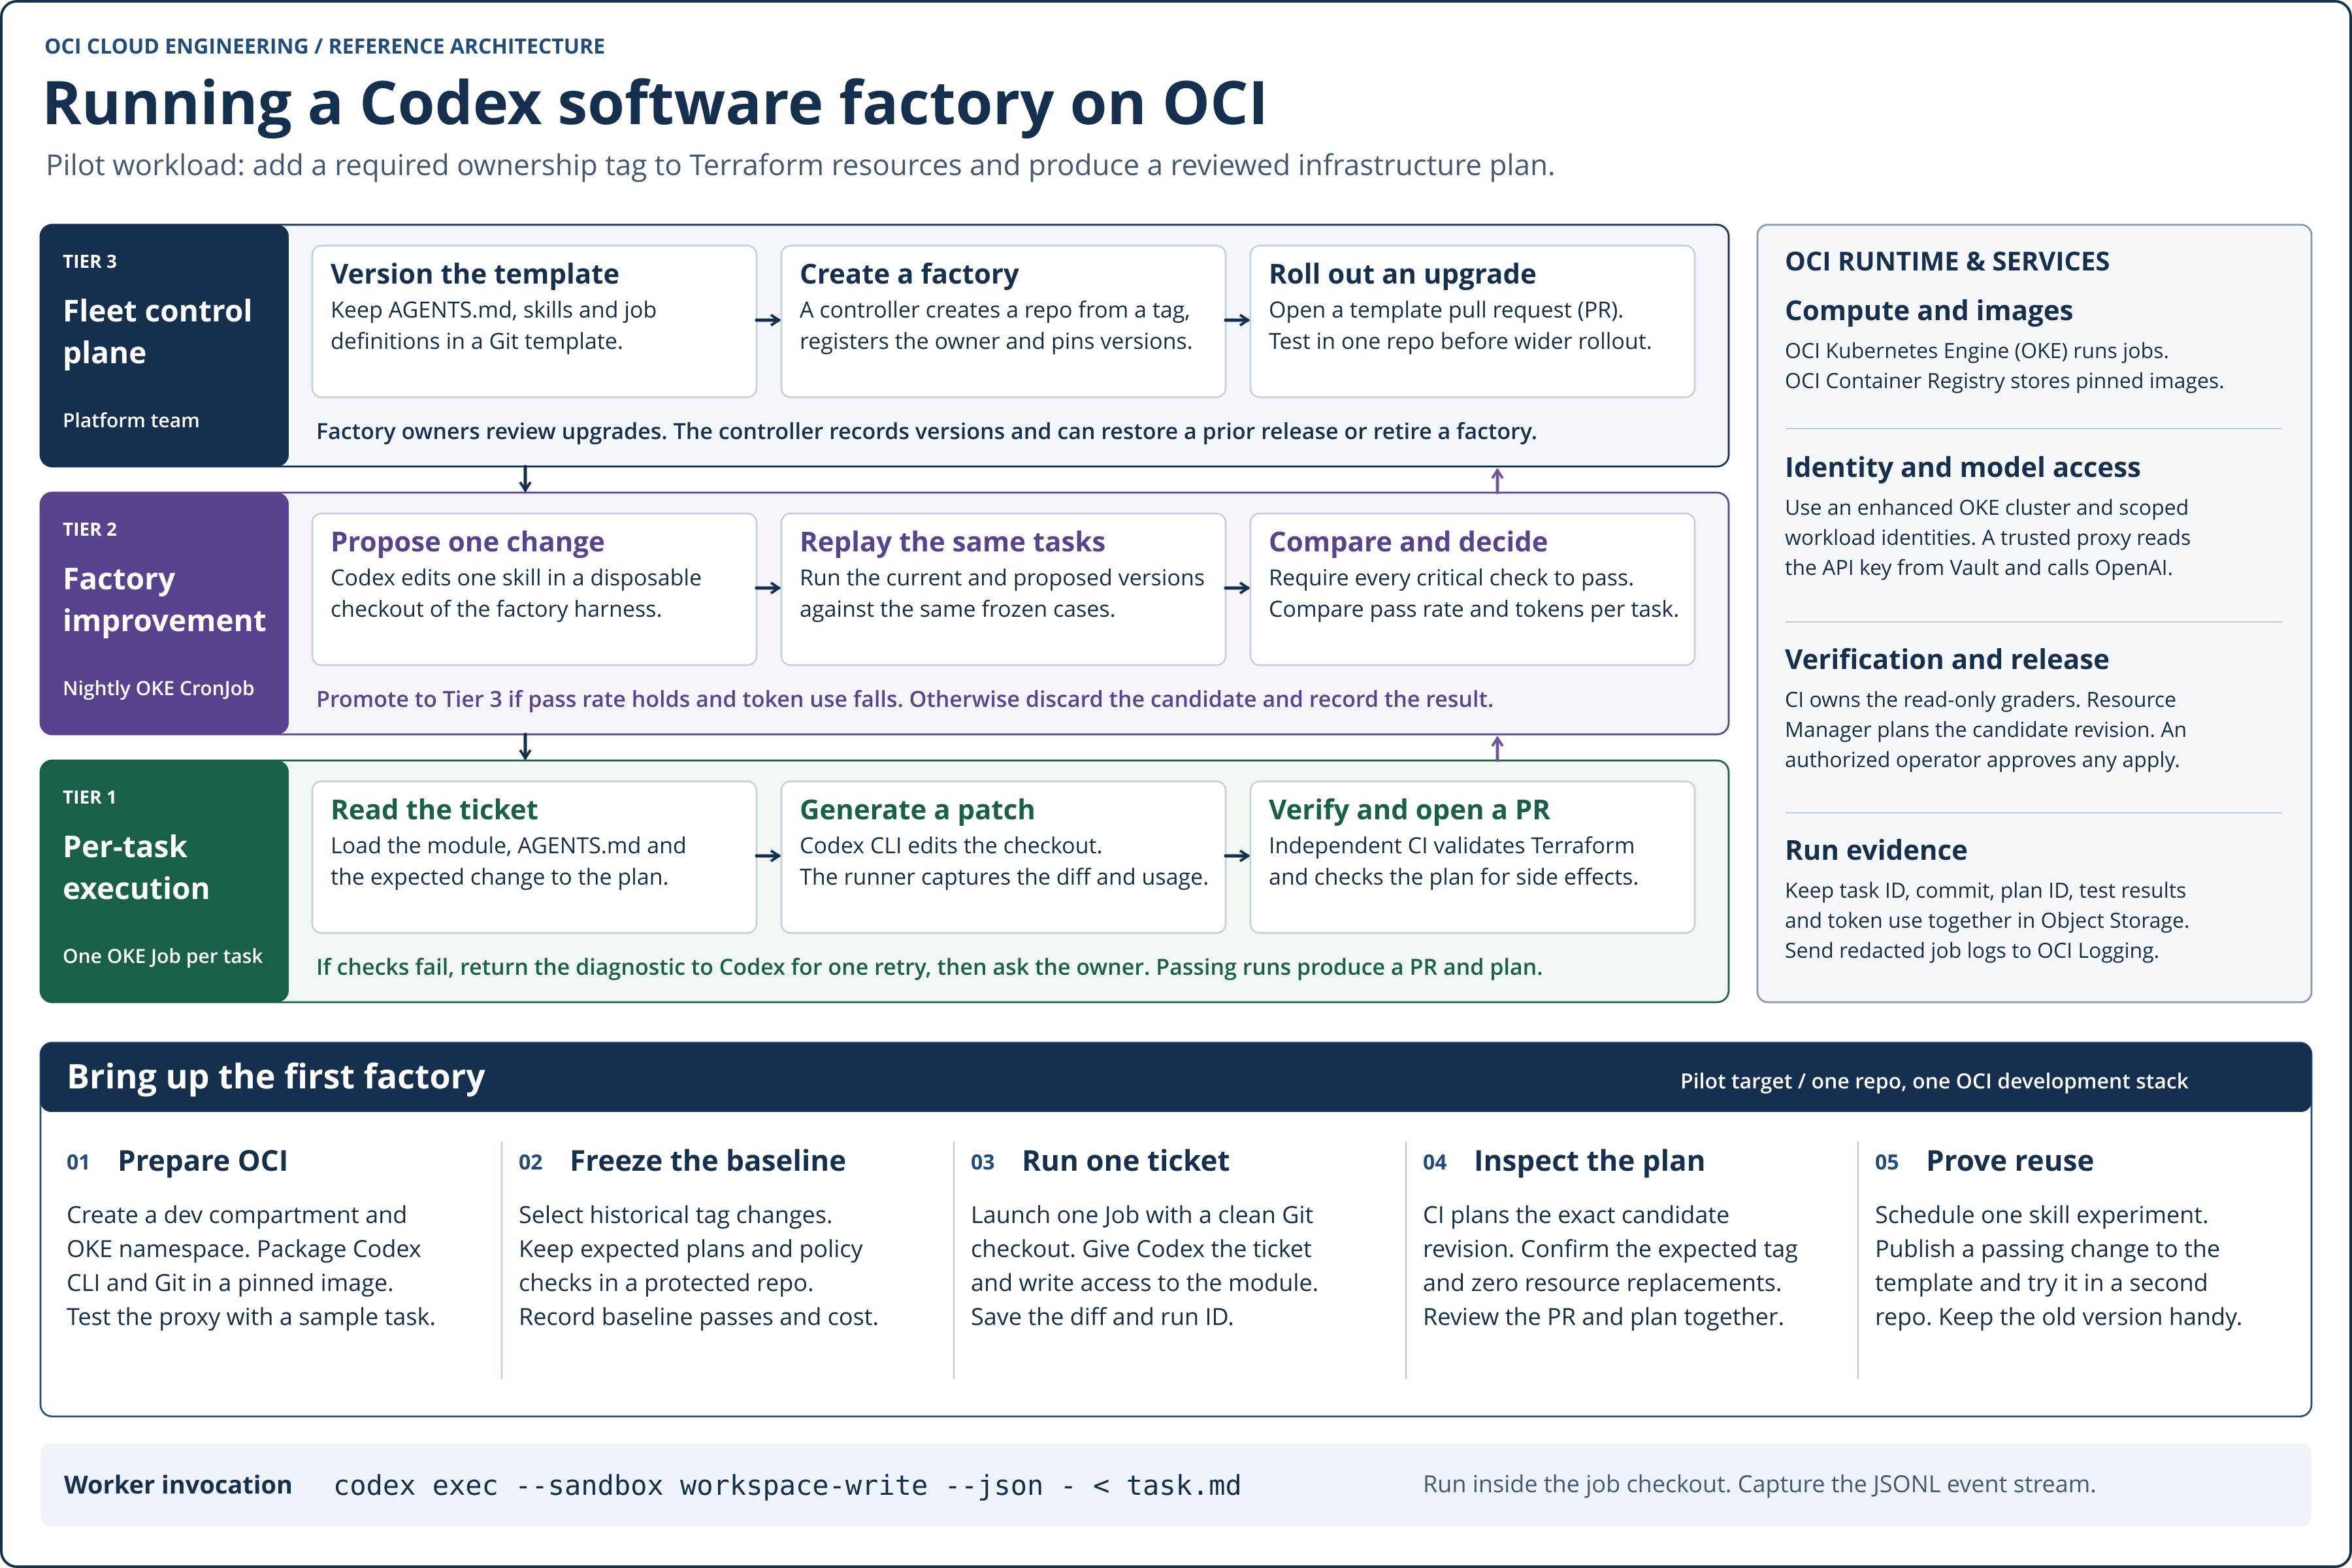 OCI CLOUD ENGINEERING / REFERENCE ARCHITECTURE
Running a Codex software factory on OCI
Pilot workload: add a required ownership tag to Terraform resources and produce a reviewed infrastructure plan.
TIER 3
Fleet control
plane
Platform team
Version the template
Keep AGENTS.md, skills and job
definitions in a Git template.
Create a factory
A controller creates a repo from a tag,
registers the owner and pins versions.
Roll out an upgrade
Open a template pull request (PR).
Test in one repo before wider rollout.
Factory owners review upgrades. The controller records versions and can restore a prior release or retire a factory.
TIER 2
Factory
improvement
Nightly OKE CronJob
Propose one change
Codex edits one skill in a disposable
checkout of the factory harness.
Replay the same tasks
Run the current and proposed versions
against the same frozen cases.
Compare and decide
Require every critical check to pass.
Compare pass rate and tokens per task.
Promote to Tier 3 if pass rate holds and token use falls. Otherwise discard the candidate and record the result.
TIER 1
Per-task
execution
One OKE Job per task
Read the ticket
Load the module, AGENTS.md and
the expected change to the plan.
Generate a patch
Codex CLI edits the checkout.
The runner captures the diff and usage.
Verify and open a PR
Independent CI validates Terraform
and checks the plan for side effects.
If checks fail, return the diagnostic to Codex for one retry, then ask the owner. Passing runs produce a PR and plan.
OCI RUNTIME & SERVICES
Compute and images
OCI Kubernetes Engine (OKE) runs jobs.
OCI Container Registry stores pinned images.
Identity and model access
Use an enhanced OKE cluster and scoped
workload identities. A trusted proxy reads
the API key from Vault and calls OpenAI.
Verification and release
CI owns the read-only graders. Resource
Manager plans the candidate revision. An
authorized operator approves any apply.
Run evidence
Keep task ID, commit, plan ID, test results
and token use together in Object Storage.
Send redacted job logs to OCI Logging.
Bring up the first factory
Pilot target / one repo, one OCI development stack
01 Prepare OCI
Create a dev compartment and
OKE namespace. Package Codex
CLI and Git in a pinned image.
Test the proxy with a sample task.
02 Freeze the baseline
Select historical tag changes.
Keep expected plans and policy
checks in a protected repo.
Record baseline passes and cost.
03 Run one ticket
Launch one Job with a clean Git
checkout. Give Codex the ticket
and write access to the module.
Save the diff and run ID.
04 Inspect the plan
CI plans the exact candidate
revision. Confirm the expected tag
and zero resource replacements.
Review the PR and plan together.
05 Prove reuse
Schedule one skill experiment.
Publish a passing change to the
template and try it in a second
repo. Keep the old version handy.
Worker invocation codex exec --sandbox workspace-write --json - < task.md
Run inside the job checkout. Capture the JSONL event stream.